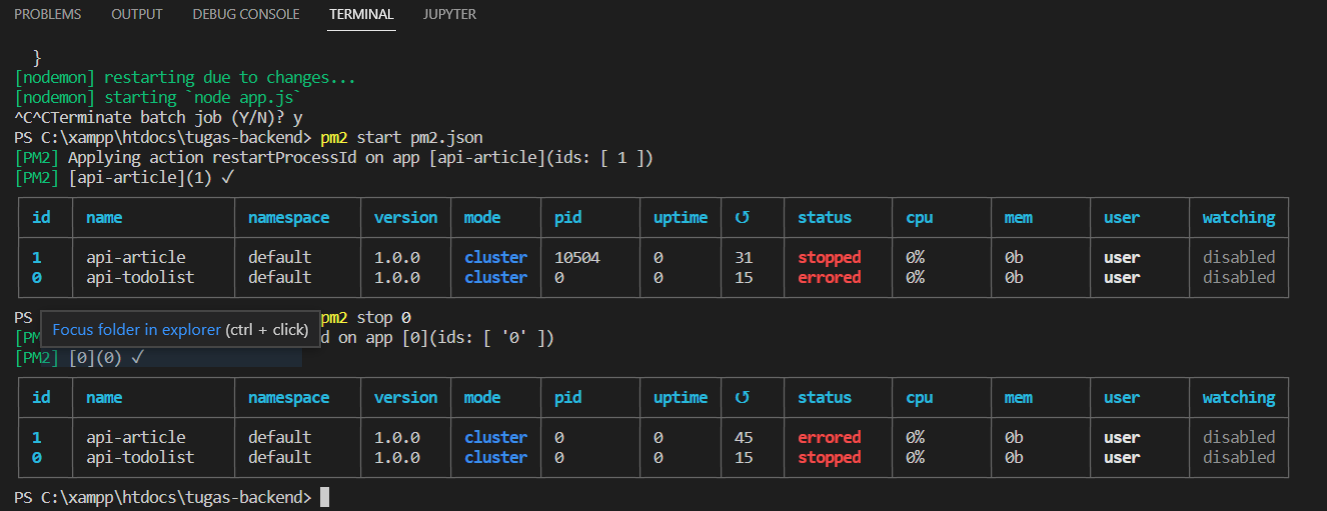 PROBLEMS OUTPUT DEBUG CONSOLE TERMINAL JUPYTER
}
[nodemon] restarting due to changes...
[nodemon] starting `node app.js`
^C^CTerminate batch job (Y/N)? y
PS C:\xampp\htdocs\tugas-backend> pm2 start pm2.json
[PM2] Applying action restartProcessId on app [api-article](ids: [ 1 ])
[PM2] [api-article](1) ✓
id name namespace version mode pid uptime ↺ status cpu mem user watching
1 api-article default 1.0.0 cluster 10504 0 31 stopped 0% 0b user disabled
0 api-todolist default 1.0.0 cluster 0 0 15 errored 0% 0b user disabled
PS pm2 stop 0
Focus folder in explorer (ctrl + click)
[PM d on app [0](ids: [ '0' ])
[PM2] [0](0) ✓
id name namespace version mode pid uptime ↺ status cpu mem user watching
1 api-article default 1.0.0 cluster 0 0 45 errored 0% 0b user disabled
0 api-todolist default 1.0.0 cluster 0 0 15 stopped 0% 0b user disabled
PS C:\xampp\htdocs\tugas-backend>